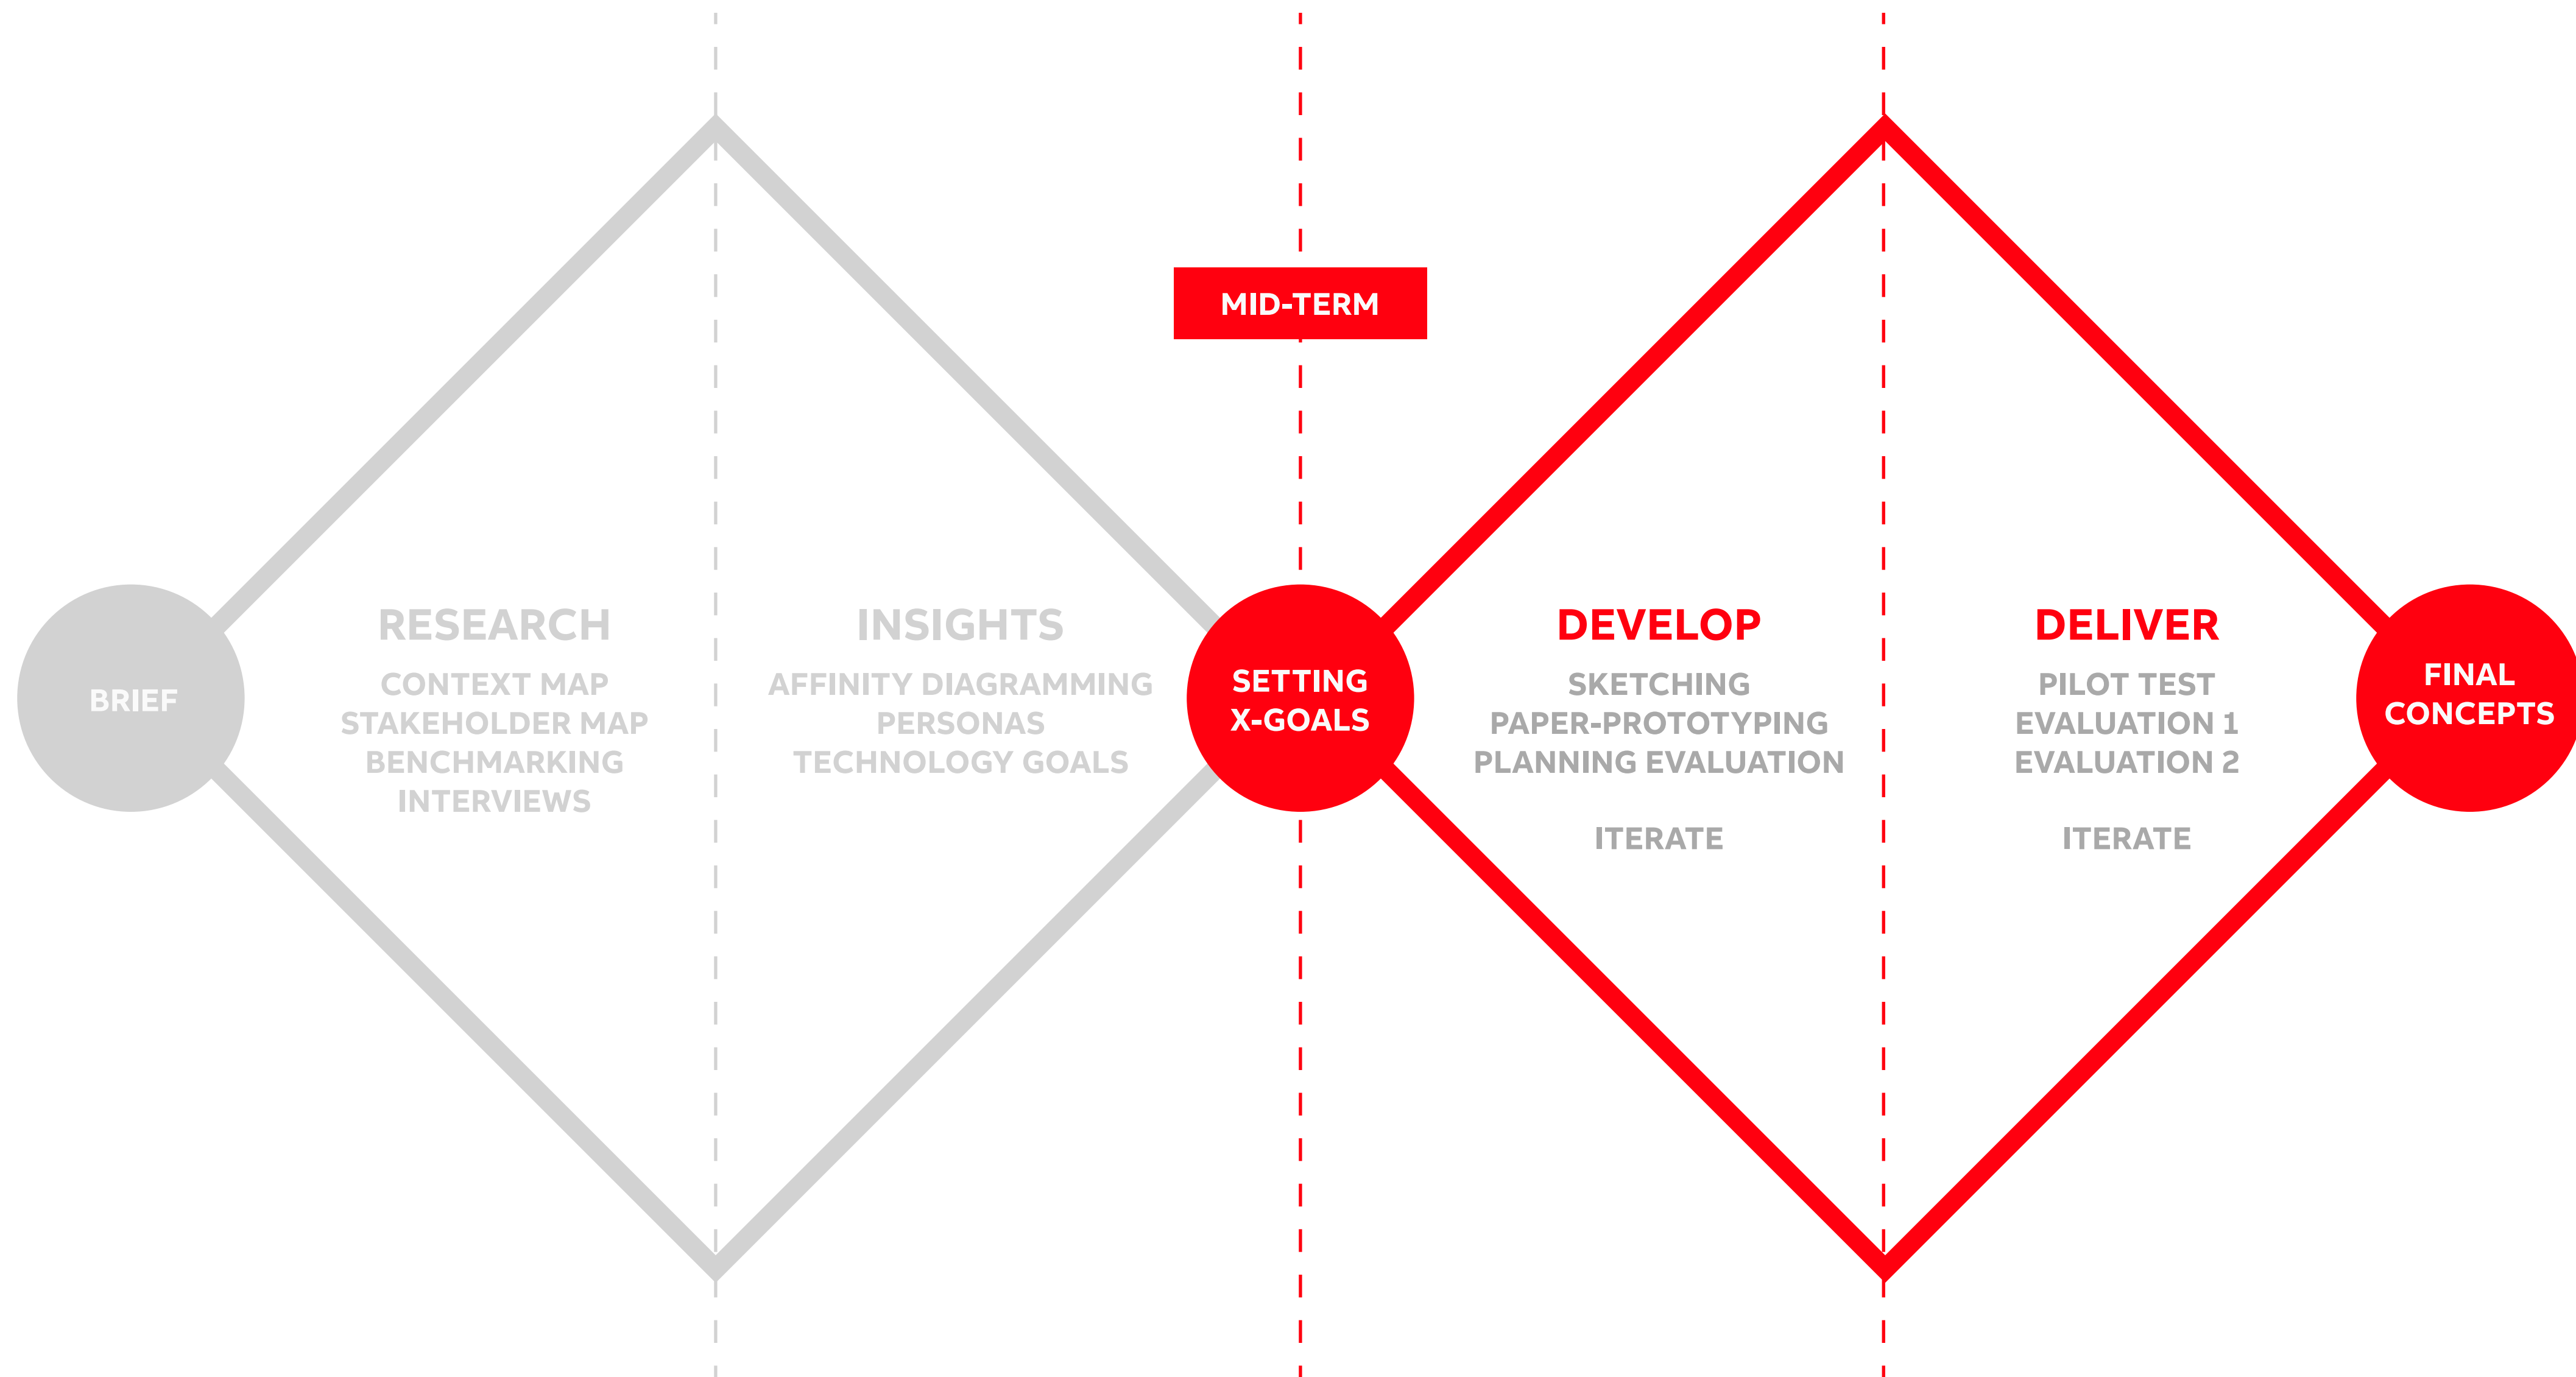 MID-TERM
BRIEF
RESEARCH
CONTEXT MAP
STAKEHOLDER MAP
BENCHMARKING
INTERVIEWS
INSIGHTS
AFFINITY DIAGRAMMING
PERSONAS
TECHNOLOGY GOALS
SETTING
X-GOALS
DEVELOP
SKETCHING
PAPER-PROTOTYPING
PLANNING EVALUATION
ITERATE
DELIVER
PILOT TEST
EVALUATION 1
EVALUATION 2
ITERATE
FINAL
CONCEPTS